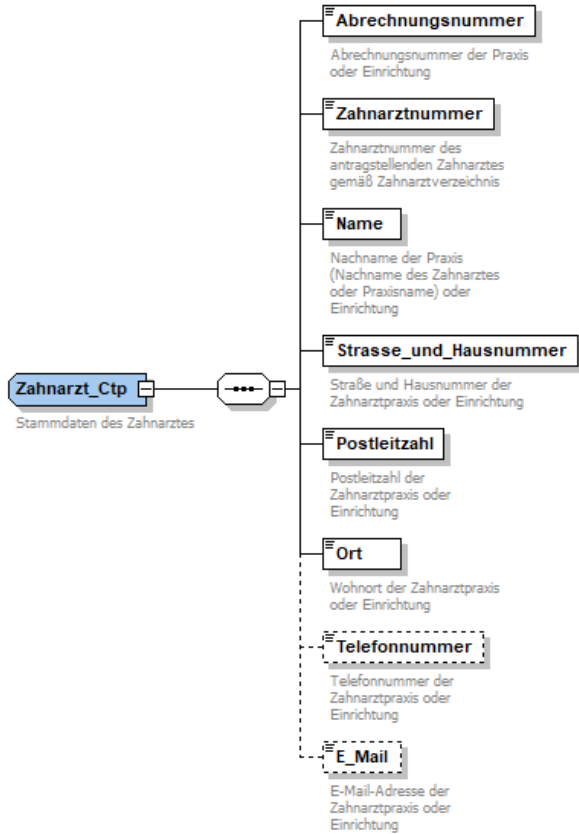 Abrechnungsnummer
Abrechnungsnummer der Praxis
oder Einrichtung
Zahnarztnummer
Zahnarztnummer des
antragstellenden Zahnarztes
gemäß Zahnarztverzeichnis
Name
Nachname der Praxis
(Nachname des Zahnarztes
oder Praxisname) oder
Einrichtung
Strasse_und_Hausnummer
Straße und Hausnummer der
Zahnarztpraxis oder Einrichtung
Zahnarzt_Ctp
Stammdaten des Zahnarztes
Postleitzahl
Postleitzahl der
Zahnarztpraxis oder
Einrichtung
Ort
Wohnort der Zahnarztpraxis
oder Einrichtung
Telefonnummer
Telefonnummer der
Zahnarztpraxis oder
Einrichtung
E_Mail
E-Mail-Adresse der
Zahnarztpraxis oder
Einrichtung